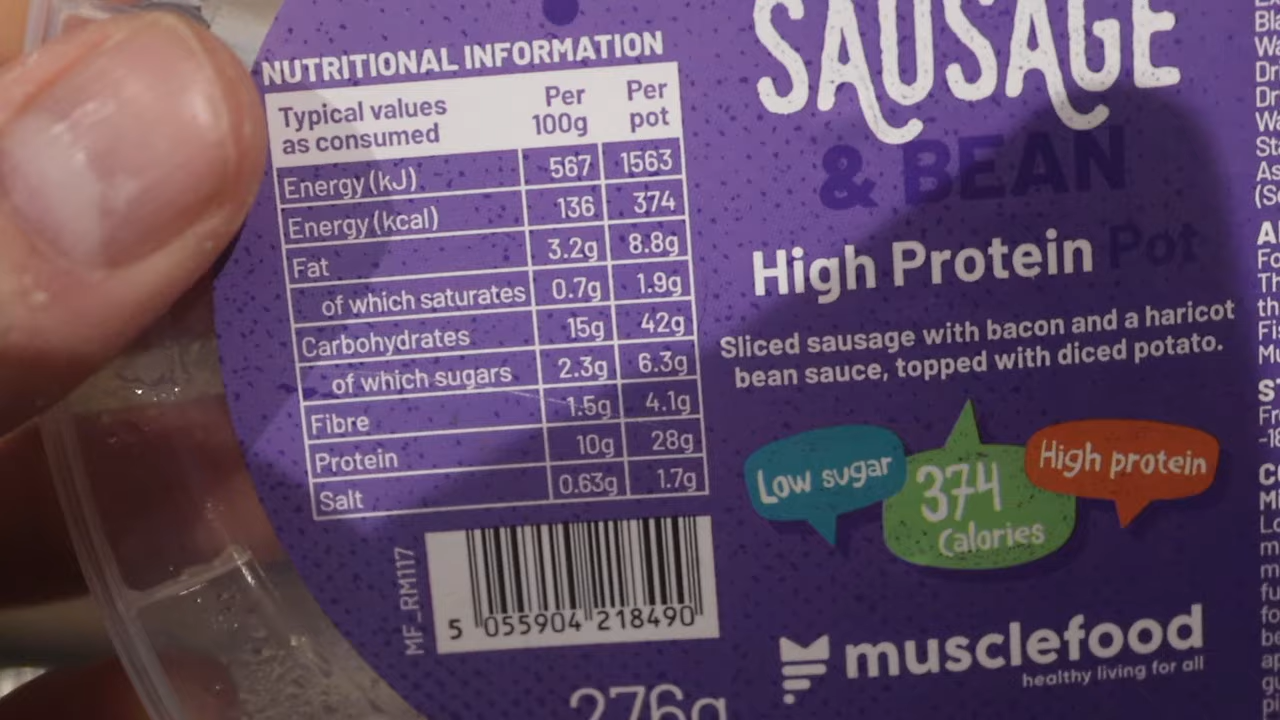 NUTRITIONAL INFORMATION
Typical values as consumed Per 100g Per pot
Energy (kJ) 567 1563
Energy (kcal) 136 374
Fat 3.2g 8.8g
of which saturates 0.7g 1.9g
Carbohydrates 15g 42g
of which sugars 2.3g 6.3g
Fibre 1.5g 4.1g
Protein 10g 28g
Salt 0.63g 1.7g
MF_RM117
5 055904 218490
276g
SAUSAGE
& BEAN
High Protein Pot
Sliced sausage with bacon and a haricot
bean sauce, topped with diced potato.
Low sugar
374
Calories
High protein
musclefood
healthy living for all